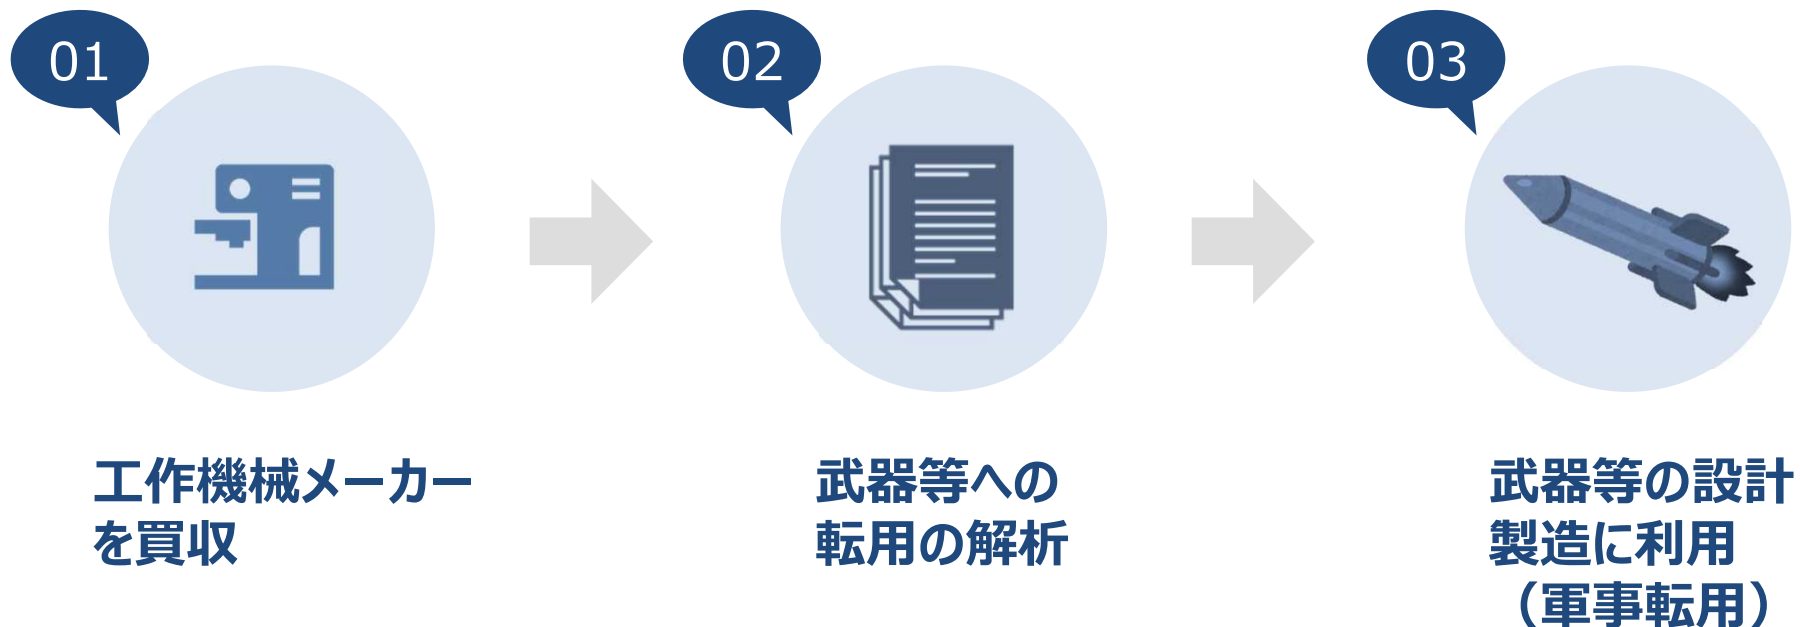 01
02
03
工作機械メーカー
を買収
武器等への
転用の解析
武器等の設計
製造に利用
（軍事転用）